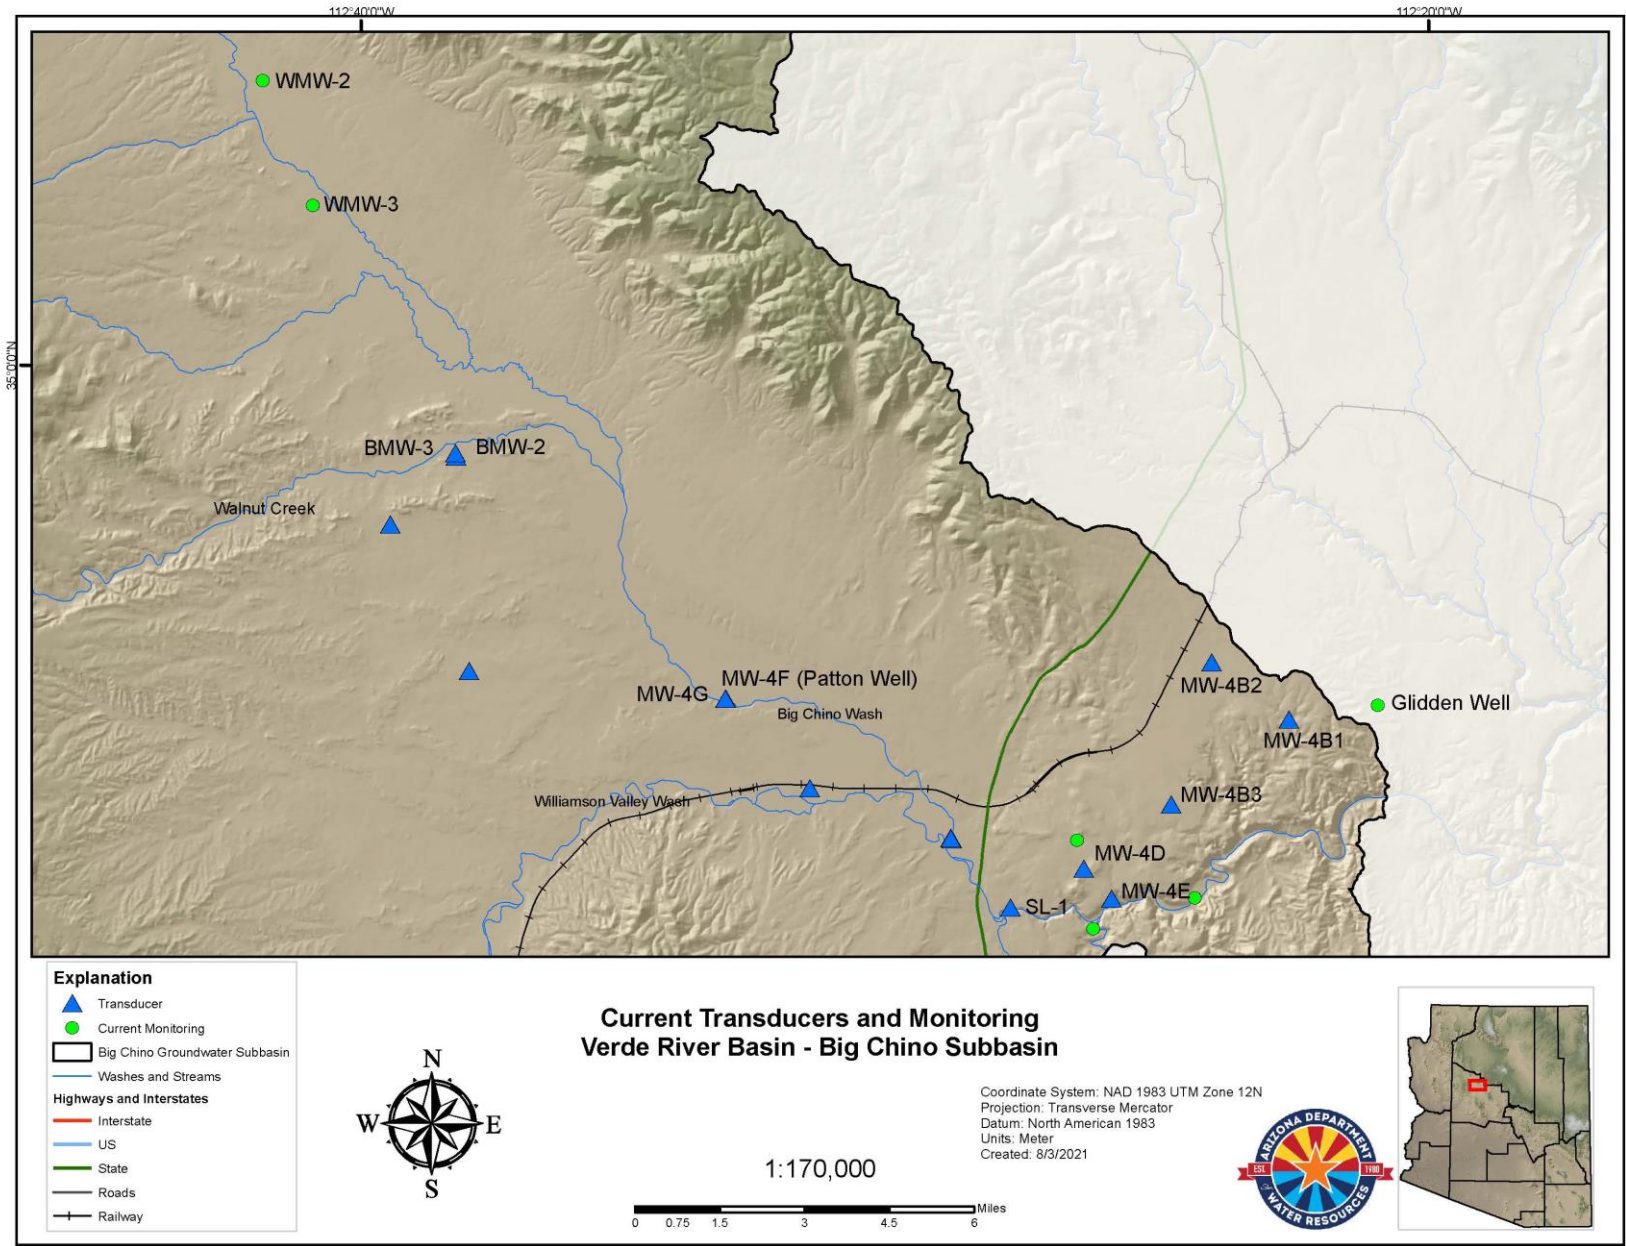 112°40'0"W
112°20'0"W
WMW-2
WMW-3
35°0'0"N
BMW-3
BMW-2
Walnut Creek
MW-4F (Patton Well)
MW-4G
Big Chino Wash
MW-4B2
Glidden Well
MW-4B1
Williamson Valley Wash
MW-4B3
MW-4D
MW-4E
SL-1
Explanation
Transducer
Current Monitoring
Big Chino Groundwater Subbasin
Washes and Streams
Highways and Interstates
Interstate
US
State
Roads
Railway
N
W
E
S
Current Transducers and Monitoring
Verde River Basin - Big Chino Subbasin
1:170,000
0 0.75 1.5 3 4.5 6 Miles
Coordinate System: NAD 1983 UTM Zone 12N
Projection: Transverse Mercator
Datum: North American 1983
Units: Meter
Created: 8/3/2021
ARIZONA DEPARTMENT
EST. 1980
of WATER RESOURCES